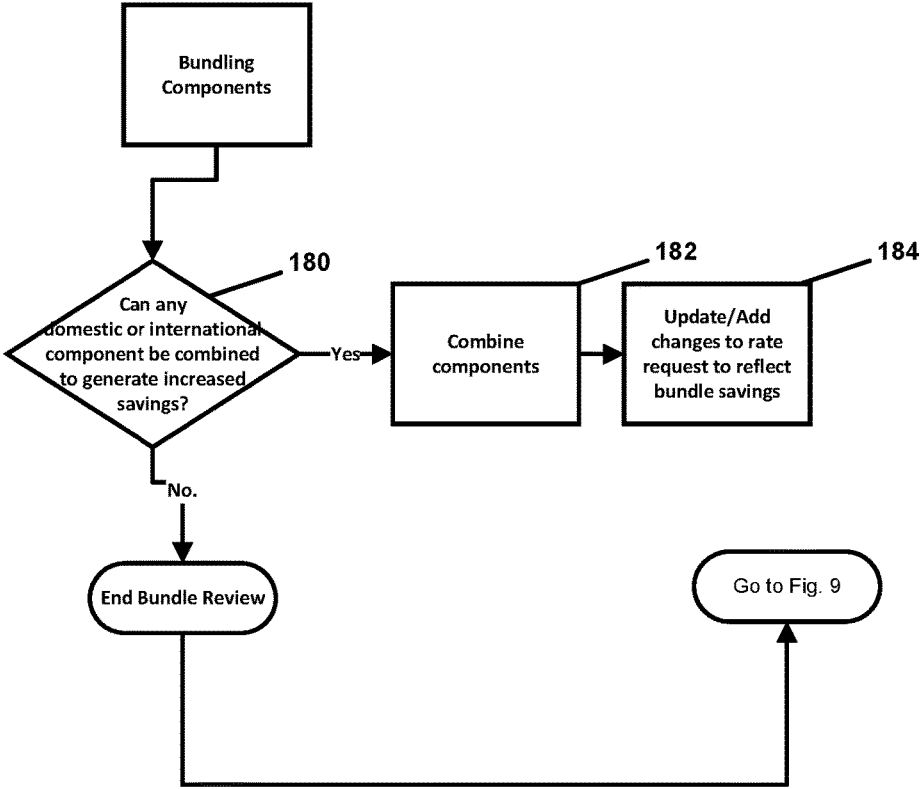 Bundling
Components
180
182
184
Can any
domestic or international
component be combined
to generate increased
savings?
Yes
Combine
components
Update/Add
changes to rate
request to reflect
bundle savings
No.
End Bundle Review
Go to Fig. 9